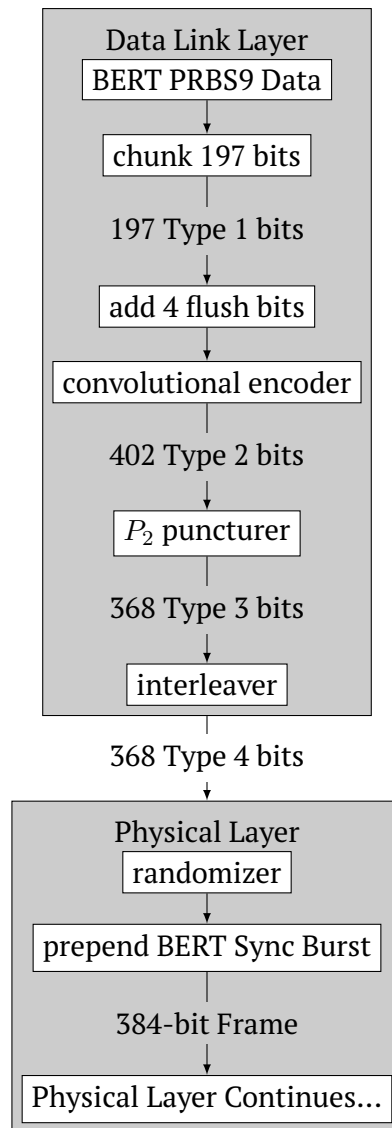 Data Link Layer
BERT PRBS9 Data
chunk 197 bits
197 Type 1 bits
add 4 flush bits
convolutional encoder
402 Type 2 bits
P₂ puncturer
368 Type 3 bits
interleaver
368 Type 4 bits
Physical Layer
randomizer
prepend BERT Sync Burst
384-bit Frame
Physical Layer Continues...